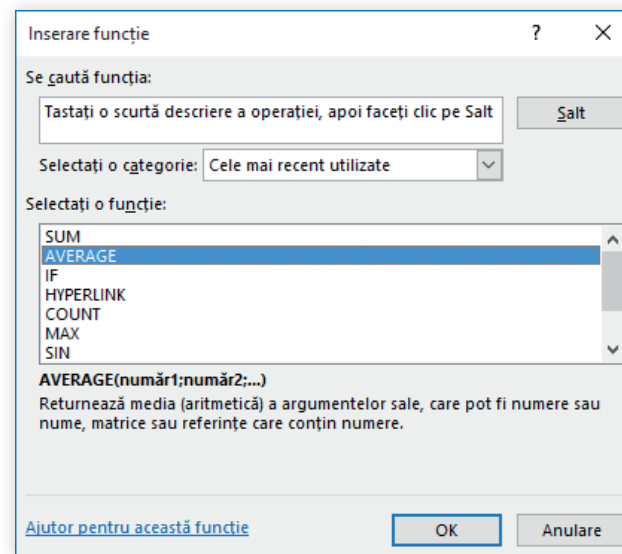 Inserare funcție ? ×
Se caută funcția:
Tastați o scurtă descriere a operației, apoi faceți clic pe Salt
Salt
Selectați o categorie: Cele mai recent utilizate
Selectați o funcție:
SUM
AVERAGE
IF
HYPERLINK
COUNT
MAX
SIN
AVERAGE(număr1;număr2;...)
Returnează media (aritmetică) a argumentelor sale, care pot fi numere sau
nume, matrice sau referințe care conțin numere.
Ajutor pentru această funcție
OK
Anulare